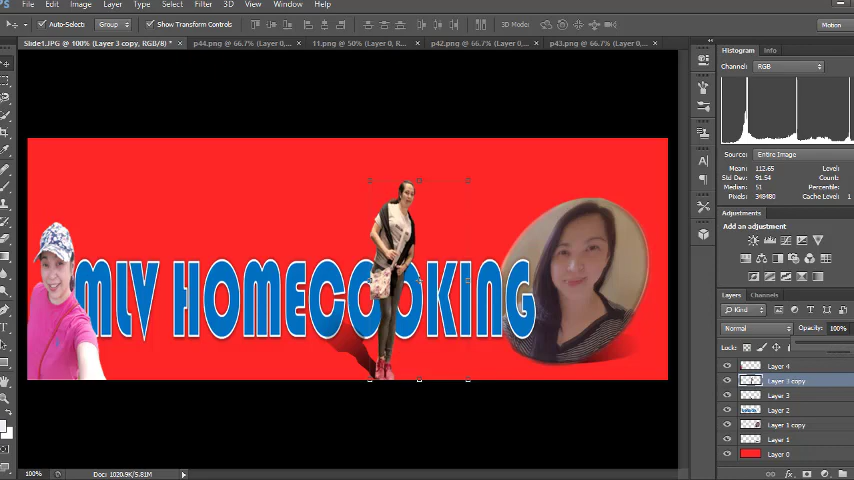 PS File Edit Image Layer Type Select Filter 3D View Window Help
Auto-Select: Group Show Transform Controls 3D Mode: Motion
Slide1.JPG @ 100% (Layer 3 copy, RGB/8) * × p44.png @ 66.7% (Layer 0,... × 11.png @ 50% (Layer 0, R... × p42.png @ 66.7% (Layer 0,... × p43.png @ 66.7% (Layer 0,... ×
Histogram Info
Channel: RGB
Source: Entire Image
Mean: 112.65 Level:
Std Dev: 91.54 Count:
Median: 51 Percentile:
Pixels: 348480
Adjustments
Add an adjustment
MLV HOMECOOKING
Layers Channels
Kind
Normal Opacity: 100%
Lock:
Layer 4
Layer 3 copy
Layer 3
Layer 2
Layer 1 copy
Layer 1
Layer 0
100% Doc: 1020.9K/5.81M
fx